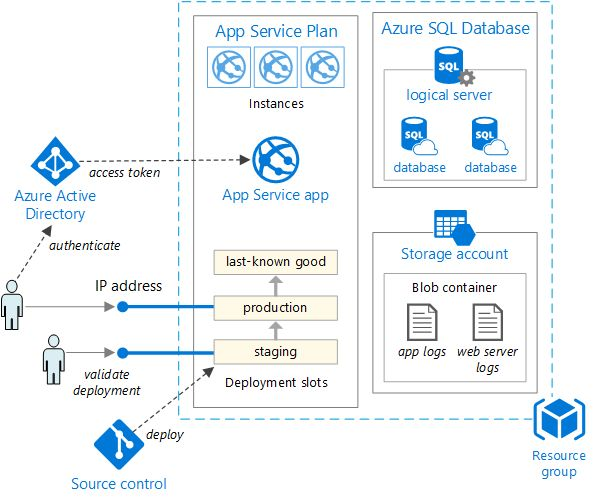 App Service Plan
Instances
Azure SQL Database
SQL
logical server
SQL
SQL
database
database
access token
App Service app
Azure Active
Directory
authenticate
IP address
last-known good
production
staging
Deployment slots
validate
deployment
deploy
Source control
Storage account
Blob container
app logs
web server
logs
Resource
group